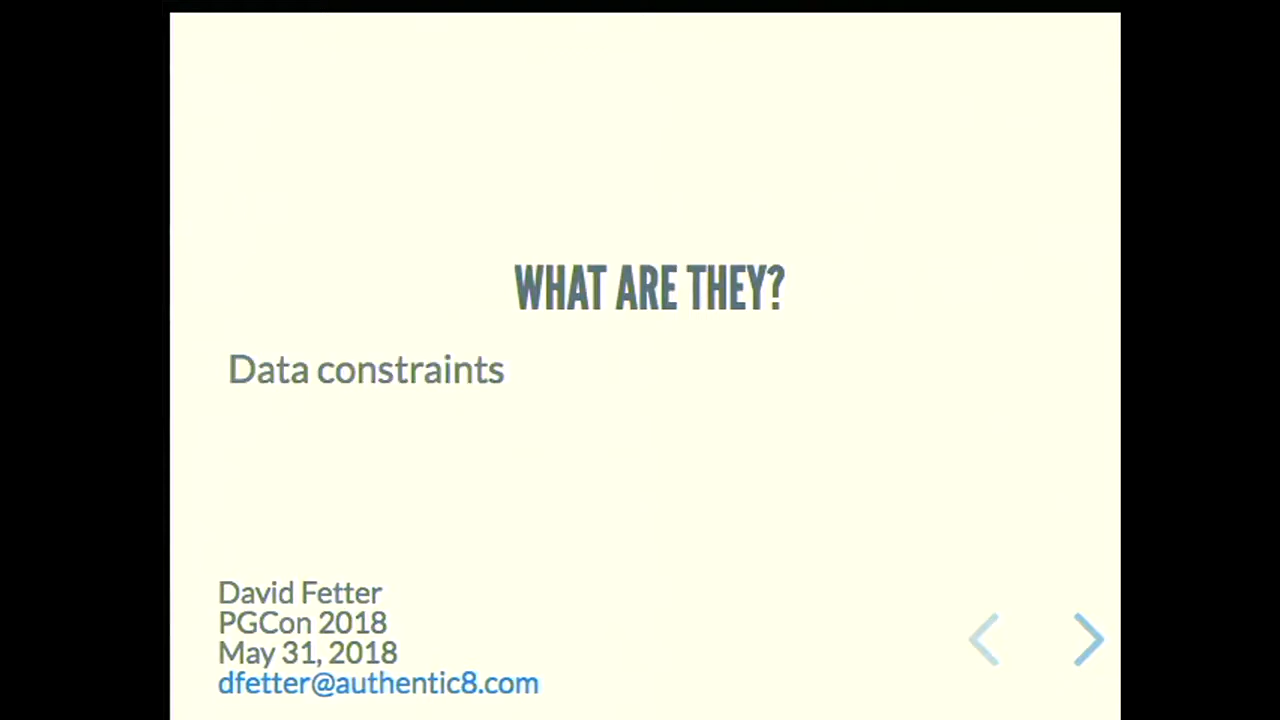 WHAT ARE THEY?
Data constraints
David Fetter
PGCon 2018
May 31, 2018
dfetter@authentic8.com